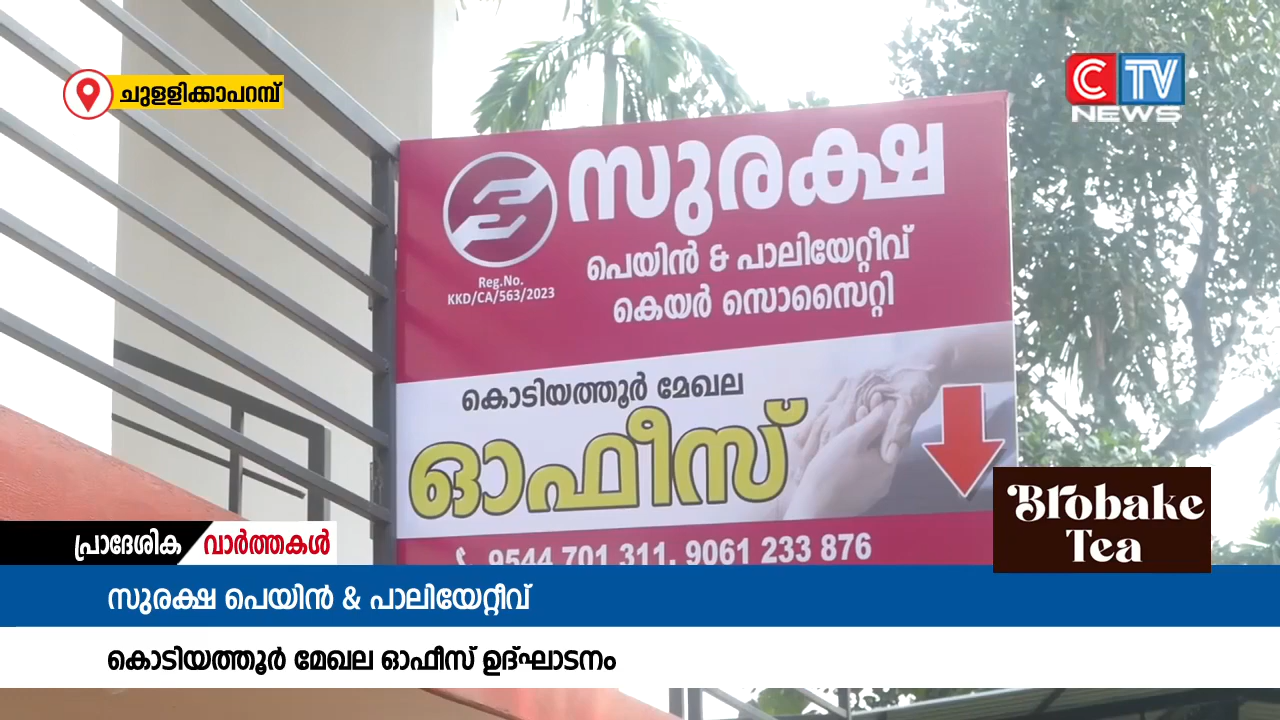 ചുളളിക്കാപറമ്പ്
CTV
NEWS
സുരക്ഷ
പെയിൻ & പാലിയേറ്റീവ്
കെയർ സൊസൈറ്റി
Reg.No.
KKD/CA/563/2023
കൊടിയത്തൂർ മേഖല
ഓഫീസ്
9544 701 311, 9061 233 876
Brobake
Tea
പ്രാദേശിക വാർത്തകൾ
സുരക്ഷ പെയിൻ & പാലിയേറ്റീവ്
കൊടിയത്തൂർ മേഖല ഓഫീസ് ഉദ്ഘാടനം